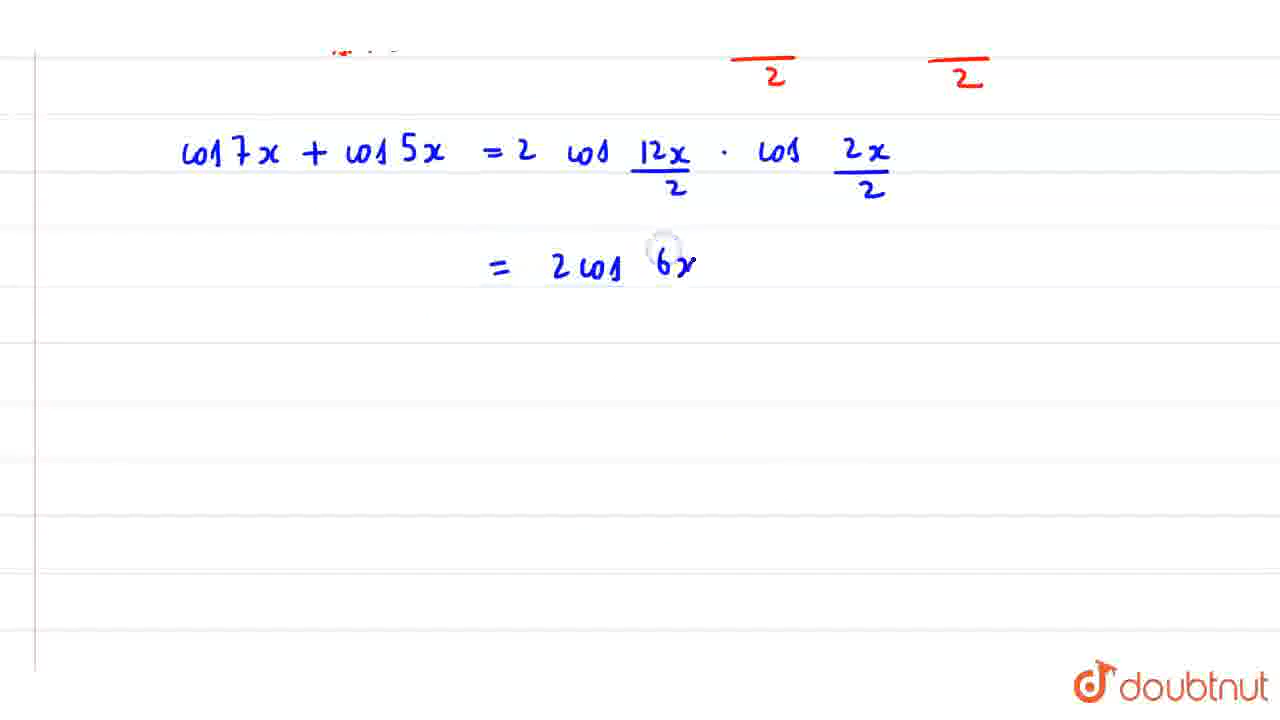 2 2
cos 7x + cos 5x = 2 cos 12x/2 . cos 2x/2
= 2 cos 6x
doubtnut